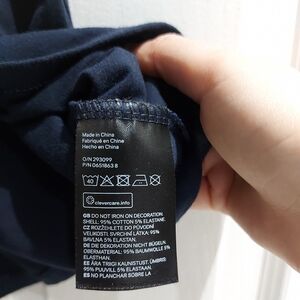 Made in China
Fabriqué en Chine
Hecho en China
O/N 293099
P/N 0651863 8
40
clevercare.info
GB DO NOT IRON ON DECORATION.
SHELL: 95% COTTON 5% ELASTANE.
CZ ROZŽEHLETE DO PŮVODNÍ
VELIKOSTI. SVRCHNÍ LÁTKA: 95%
BAVLNA 5% ELASTAN.
DE DIE DEKORATION NICHT BÜGELN.
OBERMATERIAL: 95% BAUMWOLLE 5%
ELASTHAN.
EE ÄRA TRIIGI KAUNISTUST. ÜMBRIS:
95% PUUVILL 5% ELASTAAN.
ES NO PLANCHAR SOBRE LA